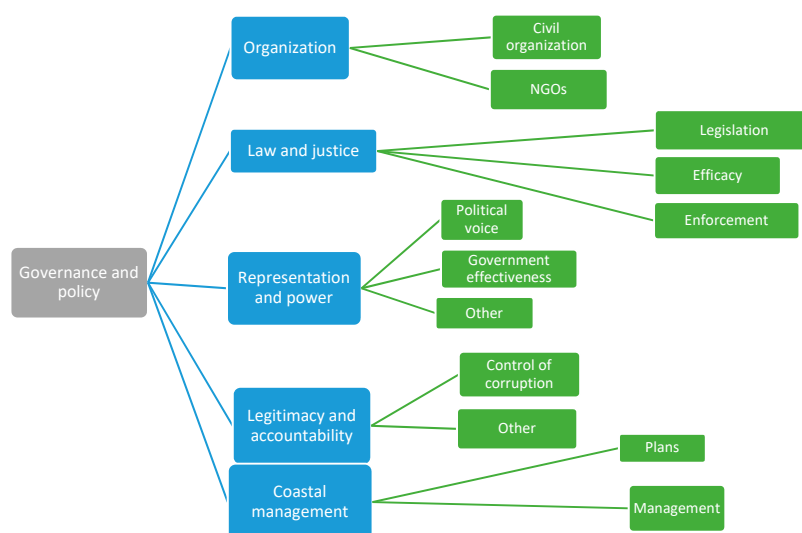 Governance and
policy
Organization
Civil
organization
NGOs
Law and justice
Legislation
Efficacy
Enforcement
Representation
and power
Political
voice
Government
effectiveness
Other
Legitimacy and
accountability
Control of
corruption
Other
Coastal
management
Plans
Management